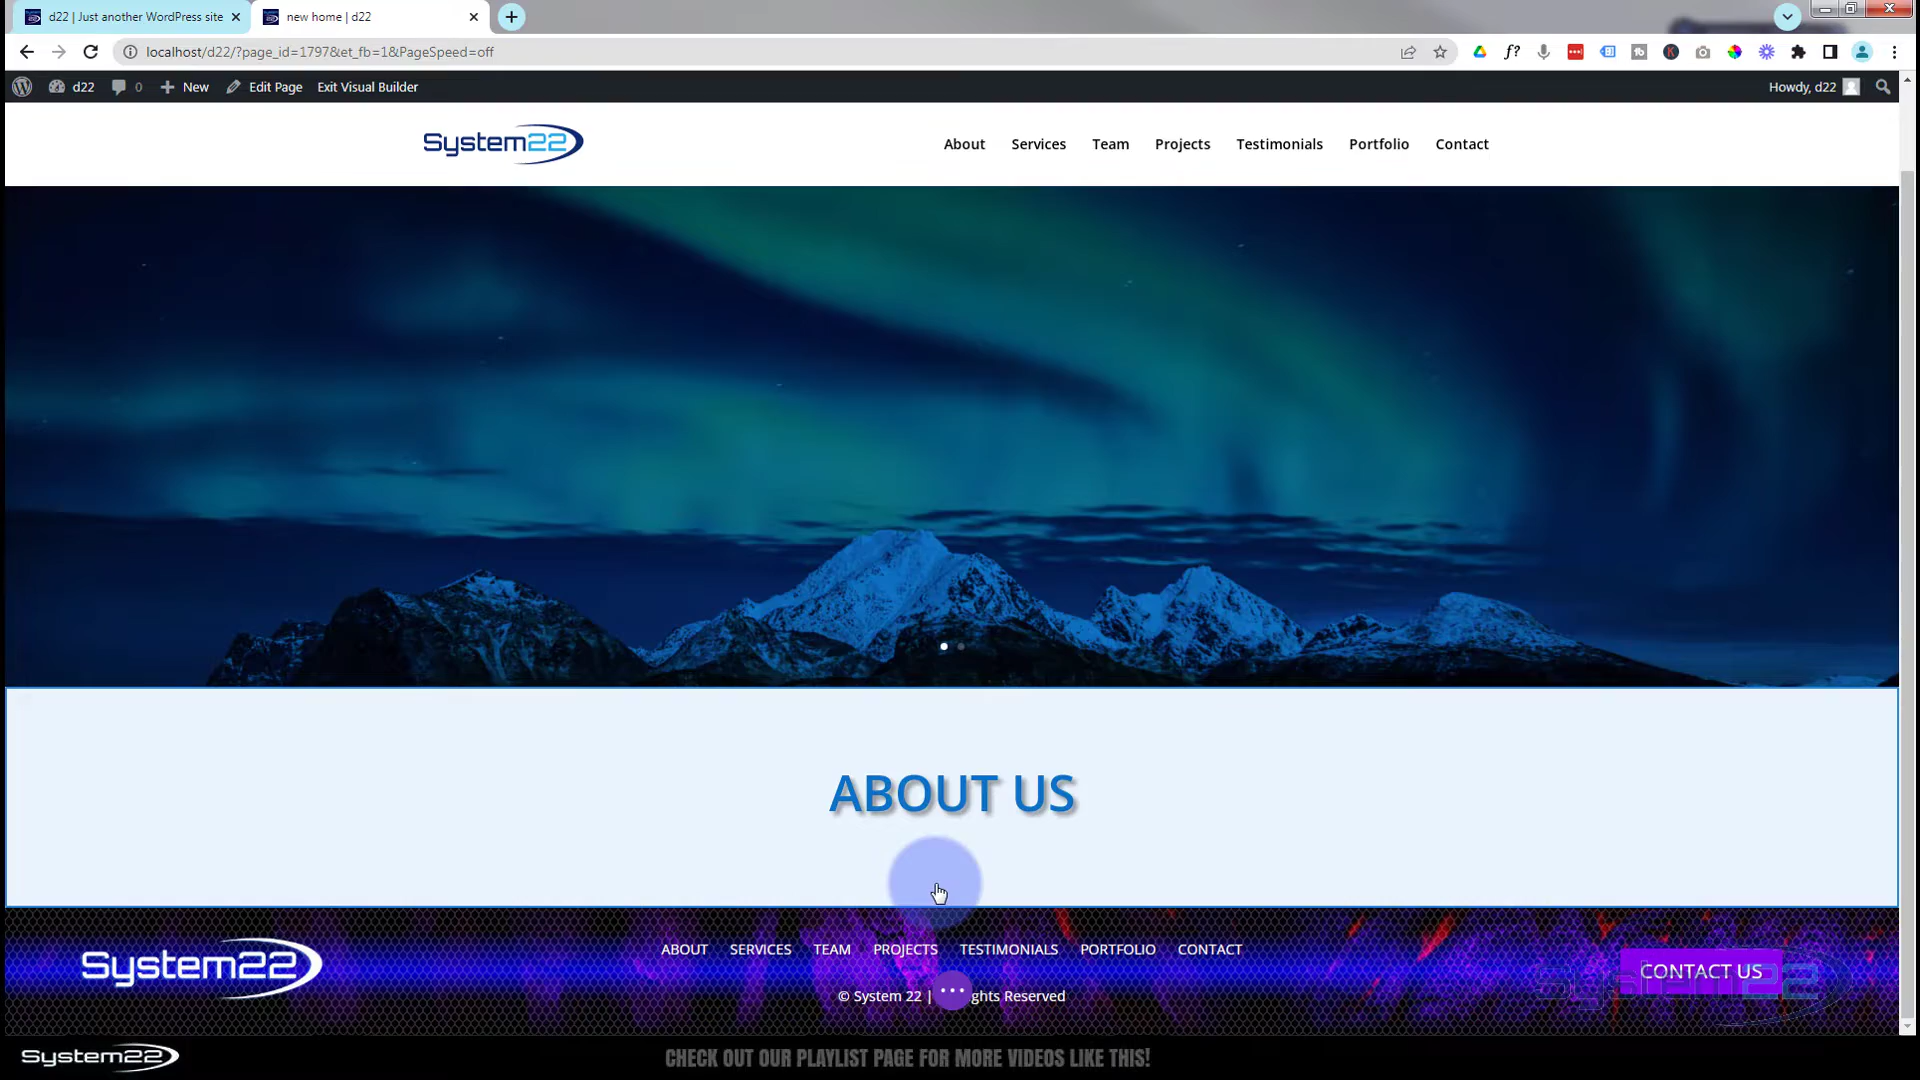 d22 | Just another WordPress site
new home | d22
localhost/d22/?page_id=1797&et_fb=1&PageSpeed=off
f?
d22
0
New
Edit Page
Exit Visual Builder
Howdy, d22
System22
About
Services
Team
Projects
Testimonials
Portfolio
Contact
ABOUT US
System22
ABOUT
SERVICES
TEAM
PROJECTS
TESTIMONIALS
PORTFOLIO
CONTACT
CONTACT US
System22
© System 22 | ghts Reserved
System22
CHECK OUT OUR PLAYLIST PAGE FOR MORE VIDEOS LIKE THIS!